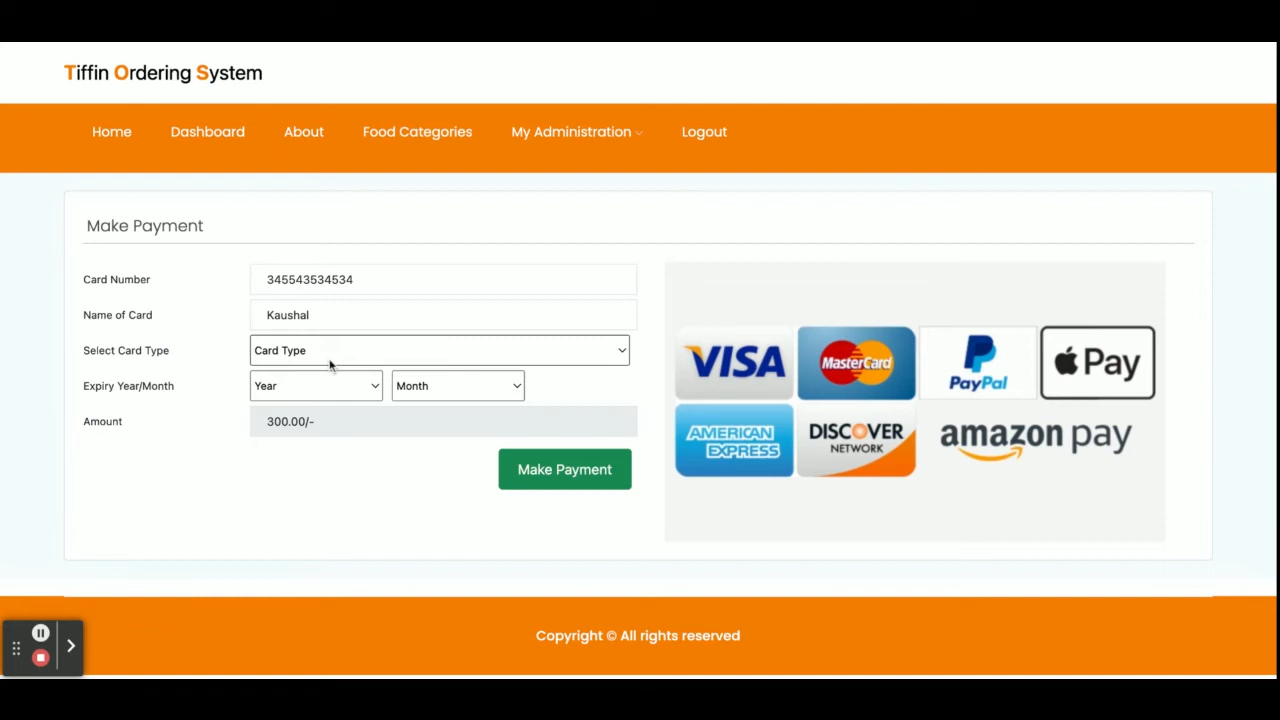 Tiffin Ordering System
Home Dashboard About Food Categories My Administration Logout
Make Payment
Card Number 345543534534
Name of Card Kaushal
Select Card Type Card Type
Expiry Year/Month Year Month
Amount 300.00/-
Make Payment
VISA MasterCard PayPal Pay
AMERICAN EXPRESS DISCOVER NETWORK amazon pay
Copyright © All rights reserved